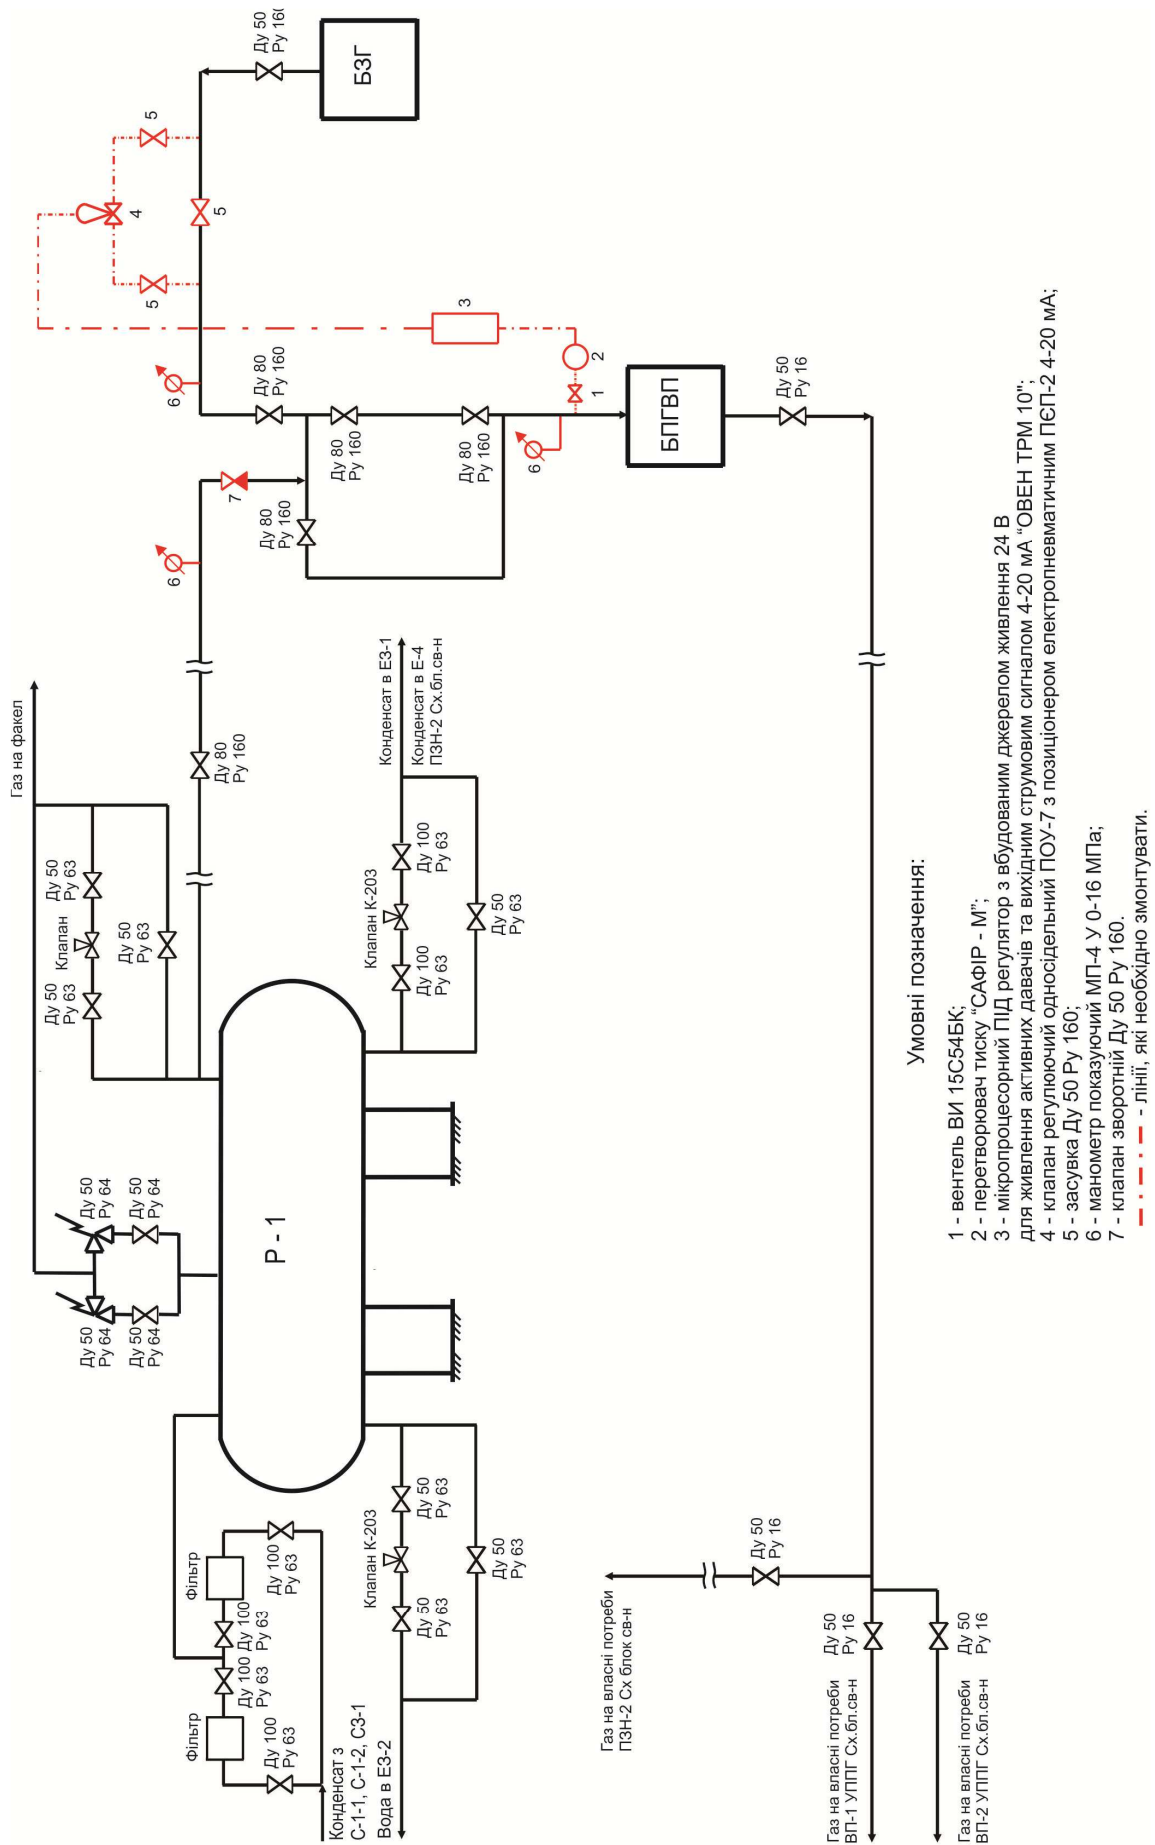 Газ на факел
Ду 50
Ру 64
Ду 50
Ру 64
Ду 50
Ру 64
Ду 50
Ру 64
Ду 50
Ру 63
Клапан
Ду 50
Ру 63
Ду 50
Ру 63
Ду 80
Ру 160
6
7
6
5
4
5
5
Ду 50
Ру 160
БЗГ
Фільтр
Фільтр
Ду 100
Ру 63
Ду 100
Ру 63
Ду 100
Ру 63
Ду 100
Ру 63
Р - 1
Ду 80
Ру 160
Ду 80
Ру 160
Ду 80
Ру 160
Ду 80
Ру 160
3
Конденсат з
С-1-1, С-1-2, СЗ-1
Вода в ЕЗ-2
Клапан К-203
Ду 50
Ру 63
Ду 50
Ру 63
Ду 50
Ру 63
Клапан К-203
Ду 100
Ру 63
Ду 100
Ру 63
Ду 50
Ру 63
Конденсат в ЕЗ-1
Конденсат в Е-4
ПЗН-2 Сх.бл.св-н
6
1
2
БПГВП
Ду 50
Ру 16
Газ на власні потреби
ПЗН-2 Сх блок св-н
Ду 50
Ру 16
Газ на власні потреби
ВП-1 УППГ Сх.бл.св-н
Ду 50
Ру 16
Газ на власні потреби
ВП-2 УППГ Сх.бл.св-н
Ду 50
Ру 16
Умовні позначення:
1 - вентель ВИ 15С54БК;
2 - перетворювач тиску “САФІР - М”;
3 - мікропроцесорний ПІД регулятор з вбудованим джерелом живлення 24 В
для живлення активних давачів та вихідним струмовим сигналом 4-20 мА “ОВЕН ТРМ 10”;
4 - клапан регулюючий односідельний ПОУ-7 з позиціонером електропневматичним ПЄП-2 4-20 мА;
5 - засувка Ду 50 Ру 160;
6 - манометр показуючий МП-4 У 0-16 МПа;
7 - клапан зворотній Ду 50 Ру 160.
- лінії, які необхідно змонтувати.